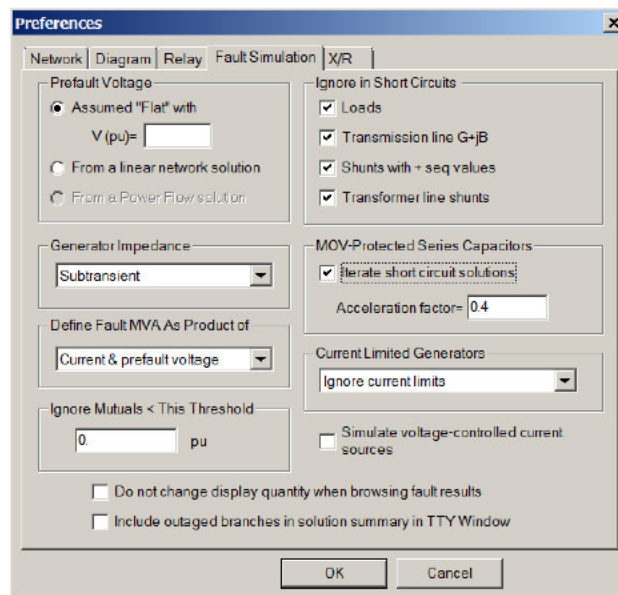 Preferences
Network Diagram Relay Fault Simulation X/R
Prefault Voltage
Assumed "Flat" with
V (pu)=
From a linear network solution
From a Power Flow solution
Generator Impedance
Subtransient
Define Fault MVA As Product of
Current & prefault voltage
Ignore Mutuals < This Threshold
0. pu
Ignore in Short Circuits
Loads
Transmission line G+jB
Shunts with + seq values
Transformer line shunts
MOV-Protected Series Capacitors
Iterate short circuit solutions
Acceleration factor= 0.4
Current Limited Generators
Ignore current limits
Simulate voltage-controlled current
sources
Do not change display quantity when browsing fault results
Include outaged branches in solution summary in TTY Window
OK Cancel